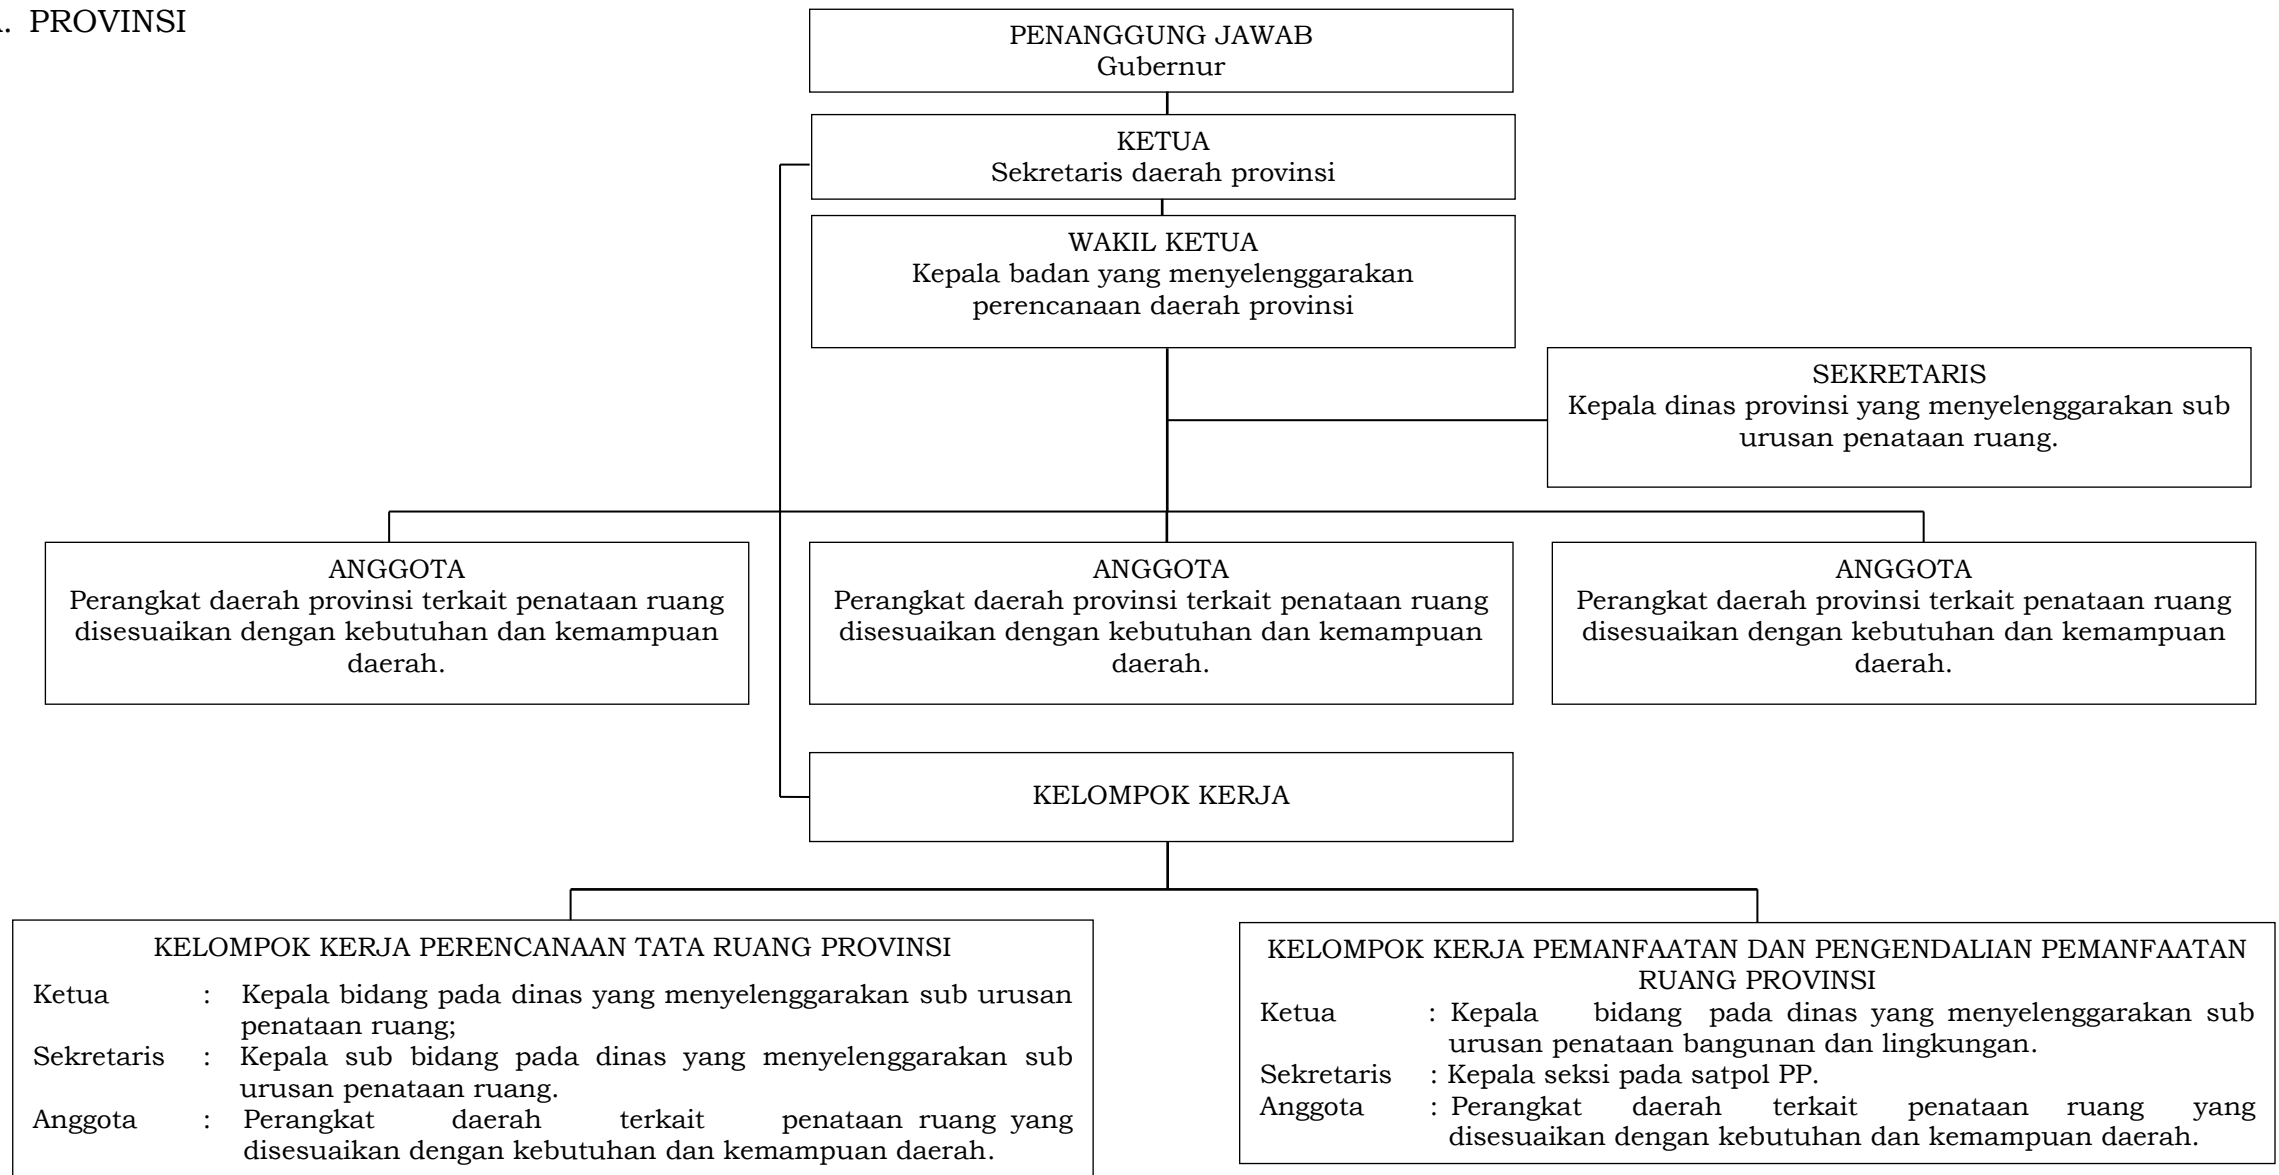 . PROVINSI
PENANGGUNG JAWAB
Gubernur
KETUA
Sekretaris daerah provinsi
WAKIL KETUA
Kepala badan yang menyelenggarakan
perencanaan daerah provinsi
SEKRETARIS
Kepala dinas provinsi yang menyelenggarakan sub
urusan penataan ruang.
ANGGOTA
Perangkat daerah provinsi terkait penataan ruang
disesuaikan dengan kebutuhan dan kemampuan
daerah.
ANGGOTA
Perangkat daerah provinsi terkait penataan ruang
disesuaikan dengan kebutuhan dan kemampuan
daerah.
ANGGOTA
Perangkat daerah provinsi terkait penataan ruang
disesuaikan dengan kebutuhan dan kemampuan
daerah.
KELOMPOK KERJA
KELOMPOK KERJA PERENCANAAN TATA RUANG PROVINSI
Ketua : Kepala bidang pada dinas yang menyelenggarakan sub urusan
penataan ruang;
Sekretaris : Kepala sub bidang pada dinas yang menyelenggarakan sub
urusan penataan ruang.
Anggota : Perangkat daerah terkait penataan ruang yang
disesuaikan dengan kebutuhan dan kemampuan daerah.
KELOMPOK KERJA PEMANFAATAN DAN PENGENDALIAN PEMANFAATAN
RUANG PROVINSI
Ketua : Kepala bidang pada dinas yang menyelenggarakan sub
urusan penataan bangunan dan lingkungan.
Sekretaris : Kepala seksi pada satpol PP.
Anggota : Perangkat daerah terkait penataan ruang yang
disesuaikan dengan kebutuhan dan kemampuan daerah.